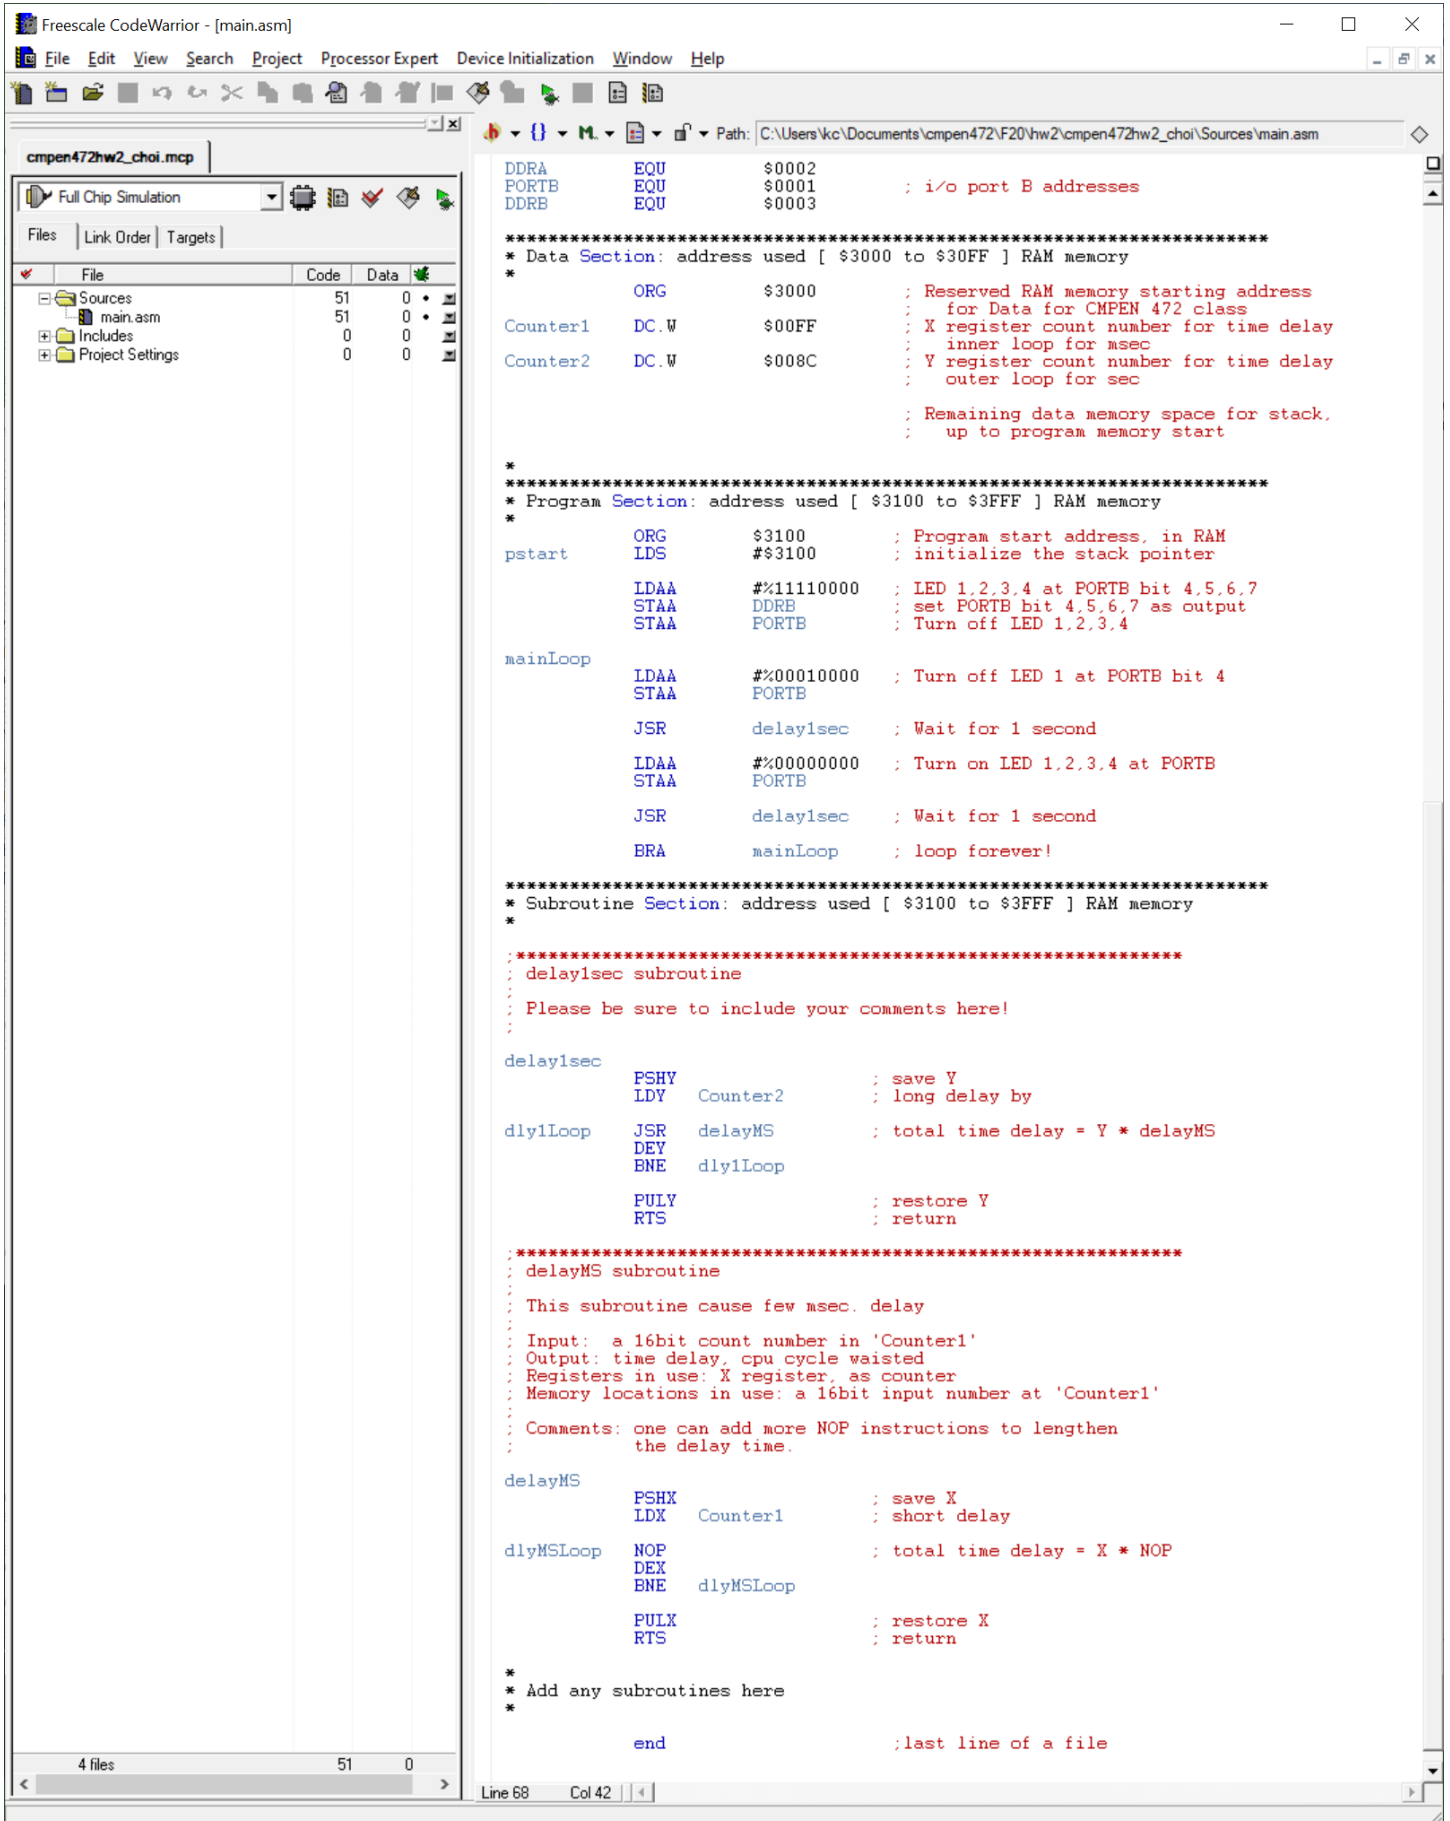 Freescale CodeWarrior - [main.asm]
File Edit View Search Project Processor Expert Device Initialization Window Help
Path: C:\Users\kc\Documents\cmpen472\F20\hw2\cmpen472hw2_choi\Sources\main.asm
cmpen472hw2_choi.mcp
Full Chip Simulation
Files Link Order Targets
File Code Data
Sources 51 0
main.asm 51 0
Includes 0 0
Project Settings 0 0
4 files 51 0
DDRA EQU $0002
PORTB EQU $0001 ; i/o port B addresses
DDRB EQU $0003
***********************************************************************
* Data Section: address used [ $3000 to $30FF ] RAM memory
*
ORG $3000 ; Reserved RAM memory starting address
; for Data for CMPEN 472 class
Counter1 DC.W $00FF ; X register count number for time delay
; inner loop for msec
Counter2 DC.W $008C ; Y register count number for time delay
; outer loop for sec
; Remaining data memory space for stack,
; up to program memory start
*
***********************************************************************
* Program Section: address used [ $3100 to $3FFF ] RAM memory
*
ORG $3100 ; Program start address, in RAM
pstart LDS #$3100 ; initialize the stack pointer
LDAA #%11110000 ; LED 1,2,3,4 at PORTB bit 4,5,6,7
STAA DDRB ; set PORTB bit 4,5,6,7 as output
STAA PORTB ; Turn off LED 1,2,3,4
mainLoop
LDAA #%00010000 ; Turn off LED 1 at PORTB bit 4
STAA PORTB
JSR delay1sec ; Wait for 1 second
LDAA #%00000000 ; Turn on LED 1,2,3,4 at PORTB
STAA PORTB
JSR delay1sec ; Wait for 1 second
BRA mainLoop ; loop forever!
***********************************************************************
* Subroutine Section: address used [ $3100 to $3FFF ] RAM memory
*
;**************************************************************
; delay1sec subroutine
;
; Please be sure to include your comments here!
;
delay1sec
PSHY ; save Y
LDY Counter2 ; long delay by
dly1Loop JSR delayMS ; total time delay = Y * delayMS
DEY
BNE dly1Loop
PULY ; restore Y
RTS ; return
;**************************************************************
; delayMS subroutine
;
; This subroutine cause few msec. delay
;
; Input: a 16bit count number in 'Counter1'
; Output: time delay, cpu cycle waisted
; Registers in use: X register, as counter
; Memory locations in use: a 16bit input number at 'Counter1'
;
; Comments: one can add more NOP instructions to lengthen
; the delay time.
delayMS
PSHX ; save X
LDX Counter1 ; short delay
dlyMSLoop NOP ; total time delay = X * NOP
DEX
BNE dlyMSLoop
PULX ; restore X
RTS ; return
*
* Add any subroutines here
*
end ;last line of a file
Line 68 Col 42